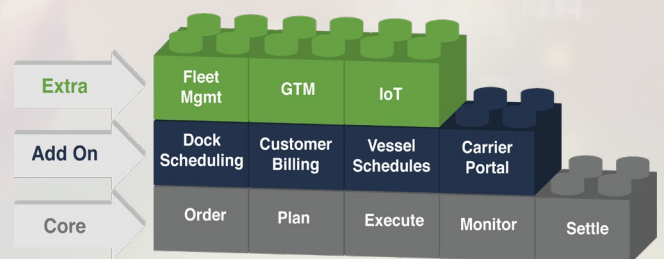 Extra
Fleet
Mgmt
GTM
IoT
Add On
Dock
Scheduling
Customer
Billing
Vessel
Schedules
Carrier
Portal
Core
Order
Plan
Execute
Monitor
Settle